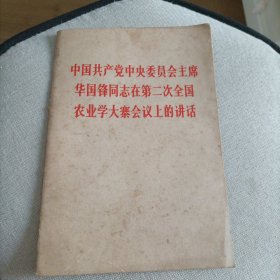 中国共产党中央委员会主席
华国锋同志在第二次全国
农业学大寨会议上的讲话